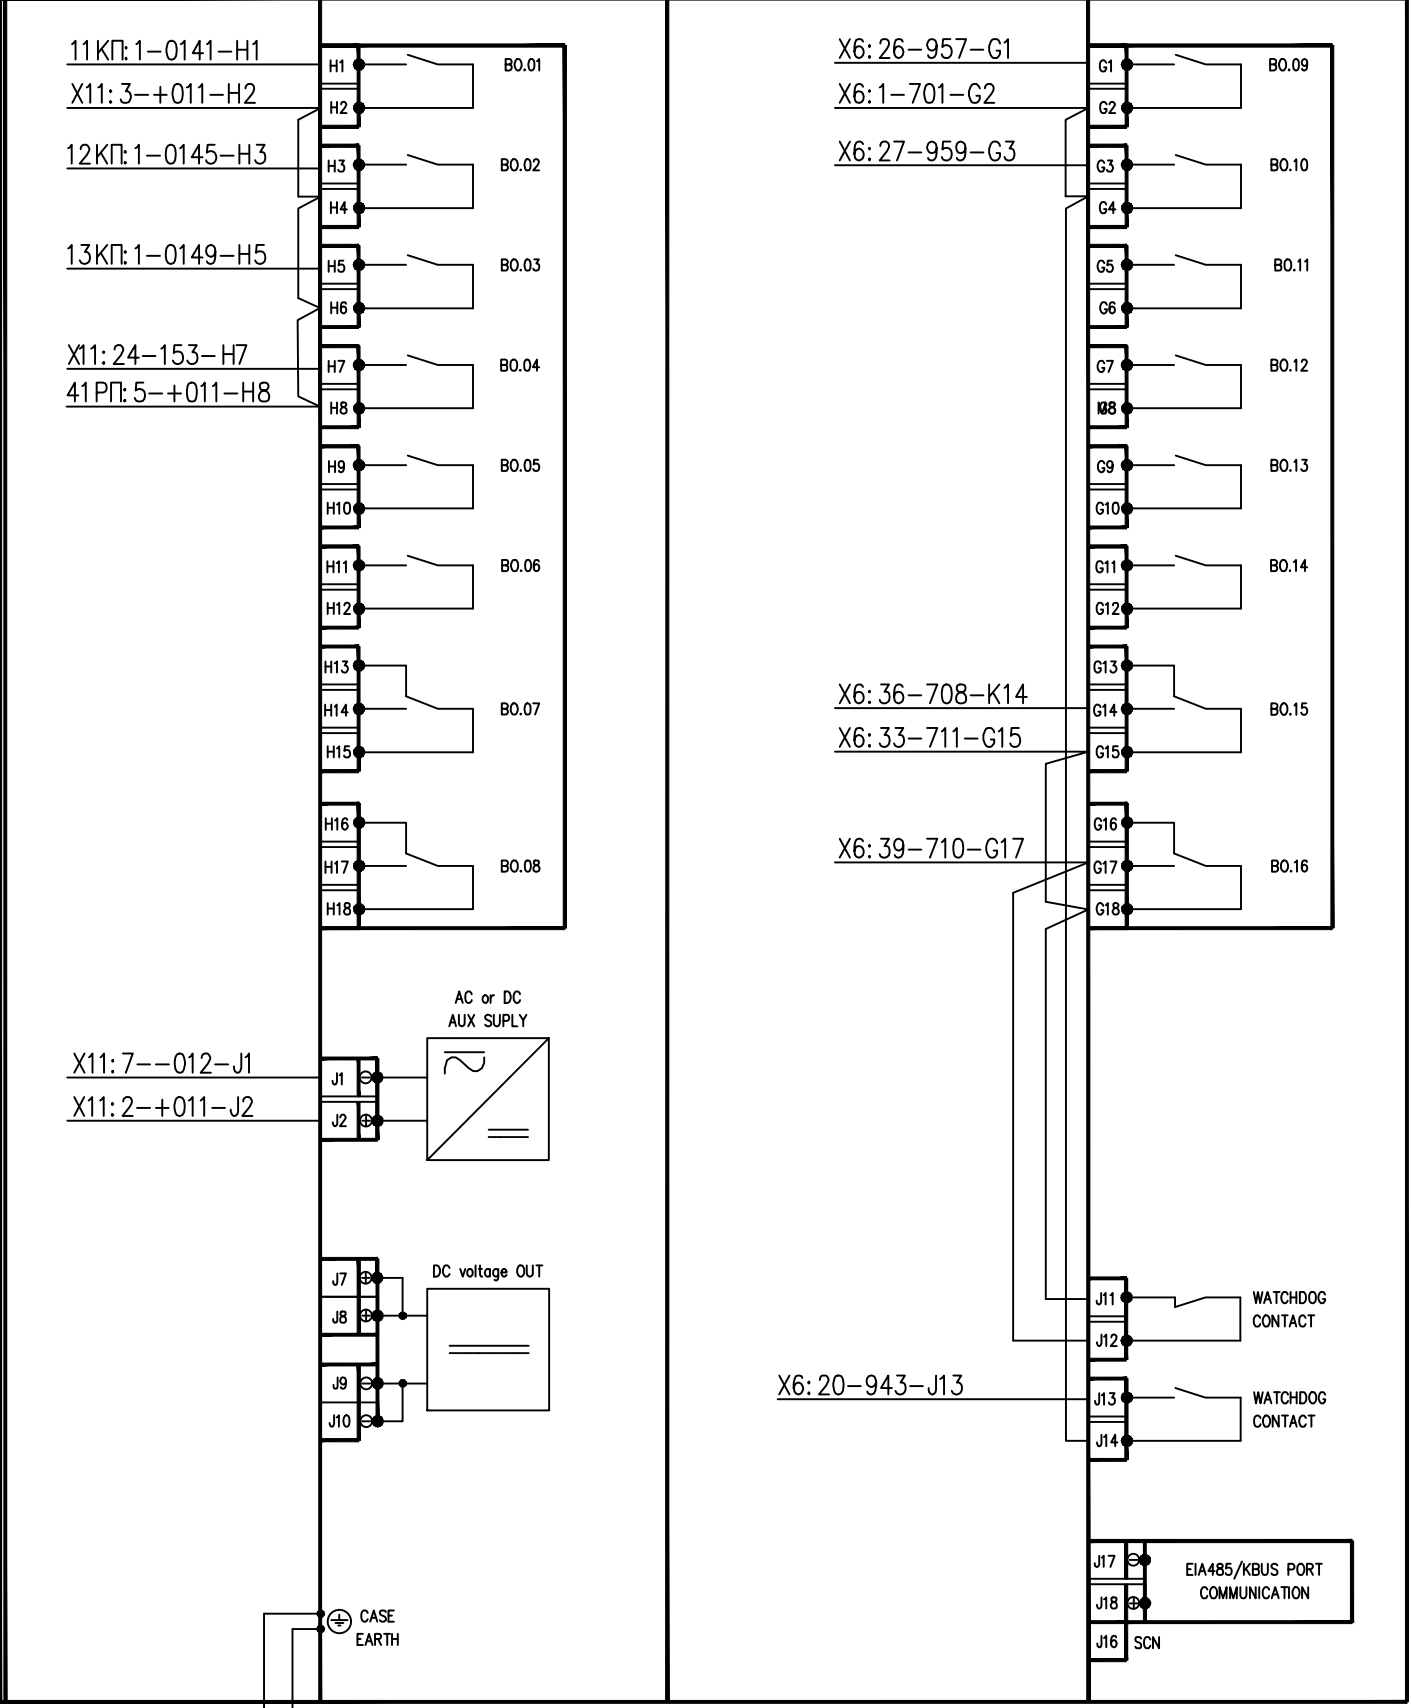 11КП:1-0141-H1
H1
BO.01
X11:3-+011-H2
H2
12КП:1-0145-H3
H3
BO.02
H4
13КП:1-0149-H5
H5
BO.03
H6
X11:24-153-H7
H7
BO.04
41РП:5-+011-H8
H8
H9
BO.05
H10
H11
BO.06
H12
H13
H14
BO.07
H15
H16
H17
BO.08
H18
AC or DC
AUX SUPLY
X11:7--012-J1
J1
X11:2-+011-J2
J2
J7
DC voltage OUT
J8
J9
J10
CASE
EARTH
X6:26-957-G1
G1
BO.09
X6:1-701-G2
G2
X6:27-959-G3
G3
BO.10
G4
G5
BO.11
G6
G7
BO.12
G9
BO.13
G10
G11
BO.14
G12
G13
X6:36-708-K14
G14
BO.15
X6:33-711-G15
G15
G16
X6:39-710-G17
G17
BO.16
G18
J11
WATCHDOG
CONTACT
J12
X6:20-943-J13
J13
WATCHDOG
CONTACT
J14
J17
EIA485/KBUS PORT
COMMUNICATION
J18
J16
SCN